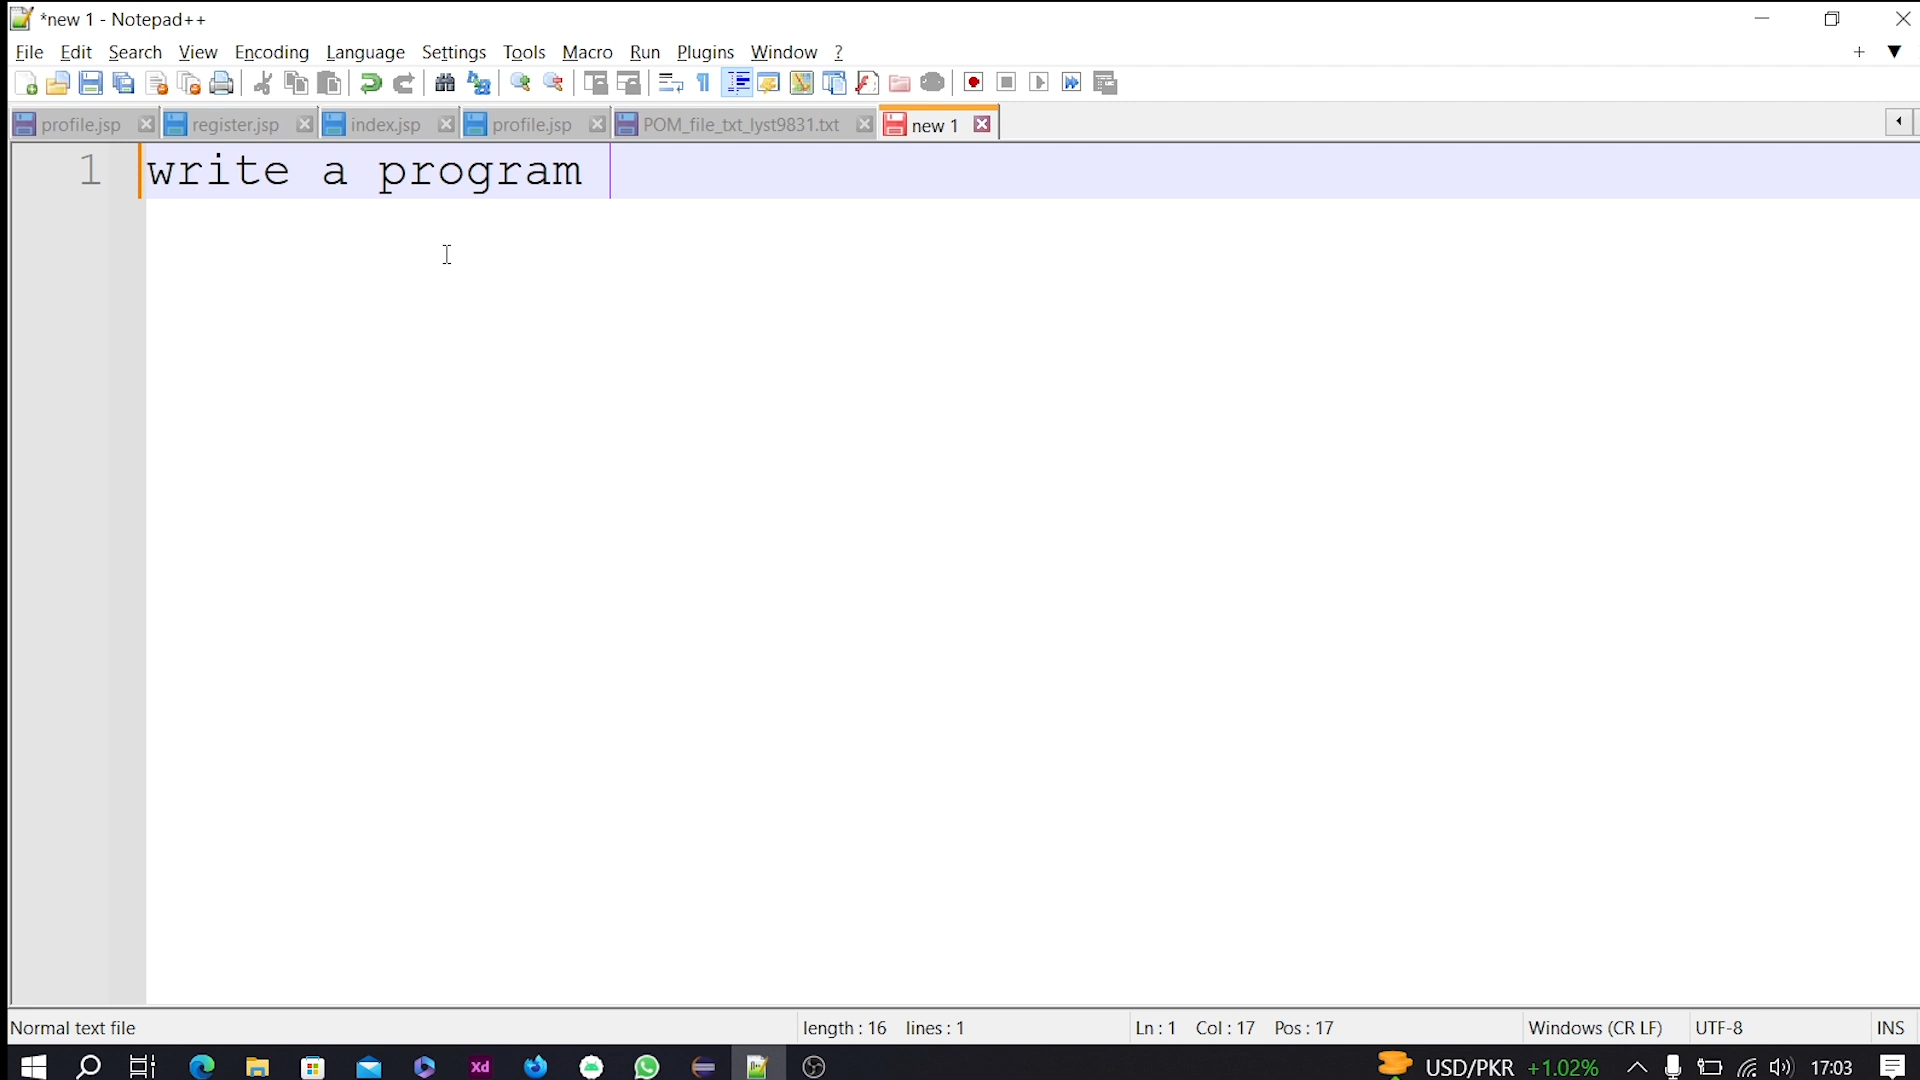 *new 1 - Notepad++
File Edit Search View Encoding Language Settings Tools Macro Run Plugins Window ?
profile.jsp register.jsp index.jsp profile.jsp POM_file_txt_lyst9831.txt new 1
1 write a program
Normal text file length : 16 lines : 1 Ln : 1 Col : 17 Pos : 17 Windows (CR LF) UTF-8 INS
xd USD/PKR +1.02% 17:03